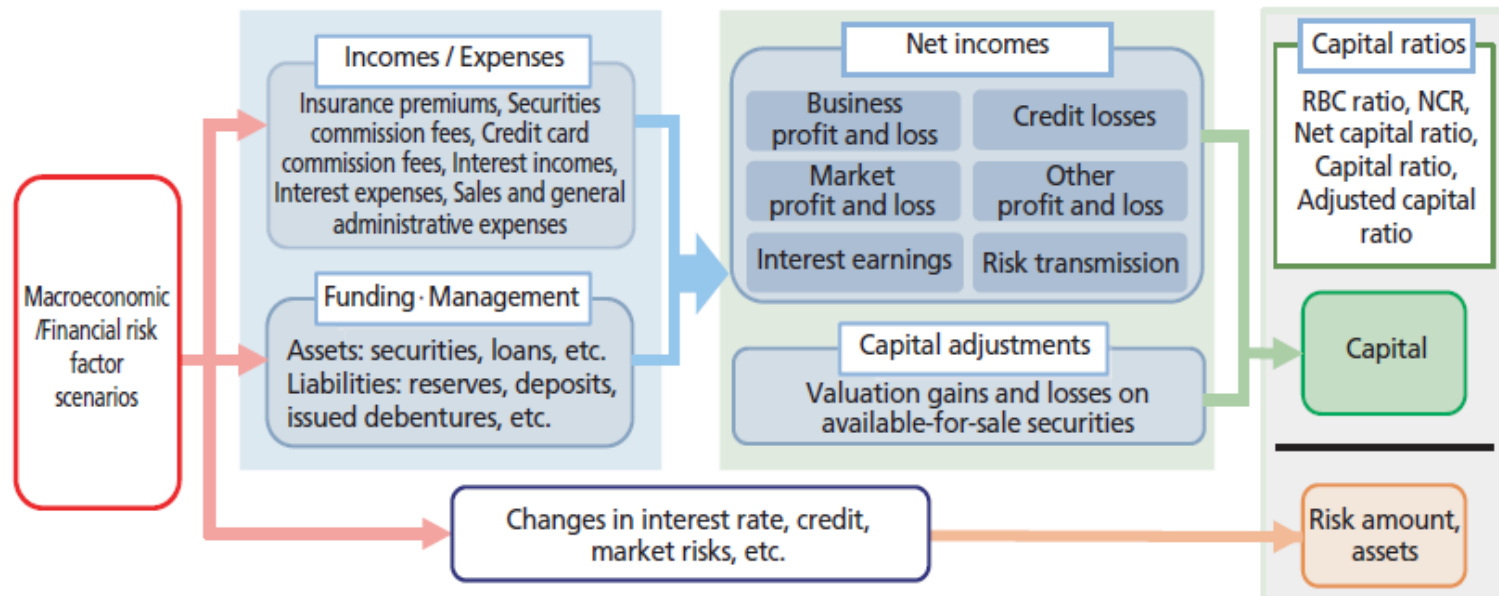 Macroeconomic
/Financial risk
factor
scenarios
Incomes / Expenses
Insurance premiums, Securities
commission fees, Credit card
commission fees, Interest incomes,
Interest expenses, Sales and general
administrative expenses
Funding · Management
Assets: securities, loans, etc.
Liabilities: reserves, deposits,
issued debentures, etc.
Changes in interest rate, credit,
market risks, etc.
Net incomes
Business
profit and loss
Credit losses
Market
profit and loss
Other
profit and loss
Interest earnings
Risk transmission
Capital adjustments
Valuation gains and losses on
available-for-sale securities
Capital ratios
RBC ratio, NCR,
Net capital ratio,
Capital ratio,
Adjusted capital
ratio
Capital
Risk amount,
assets